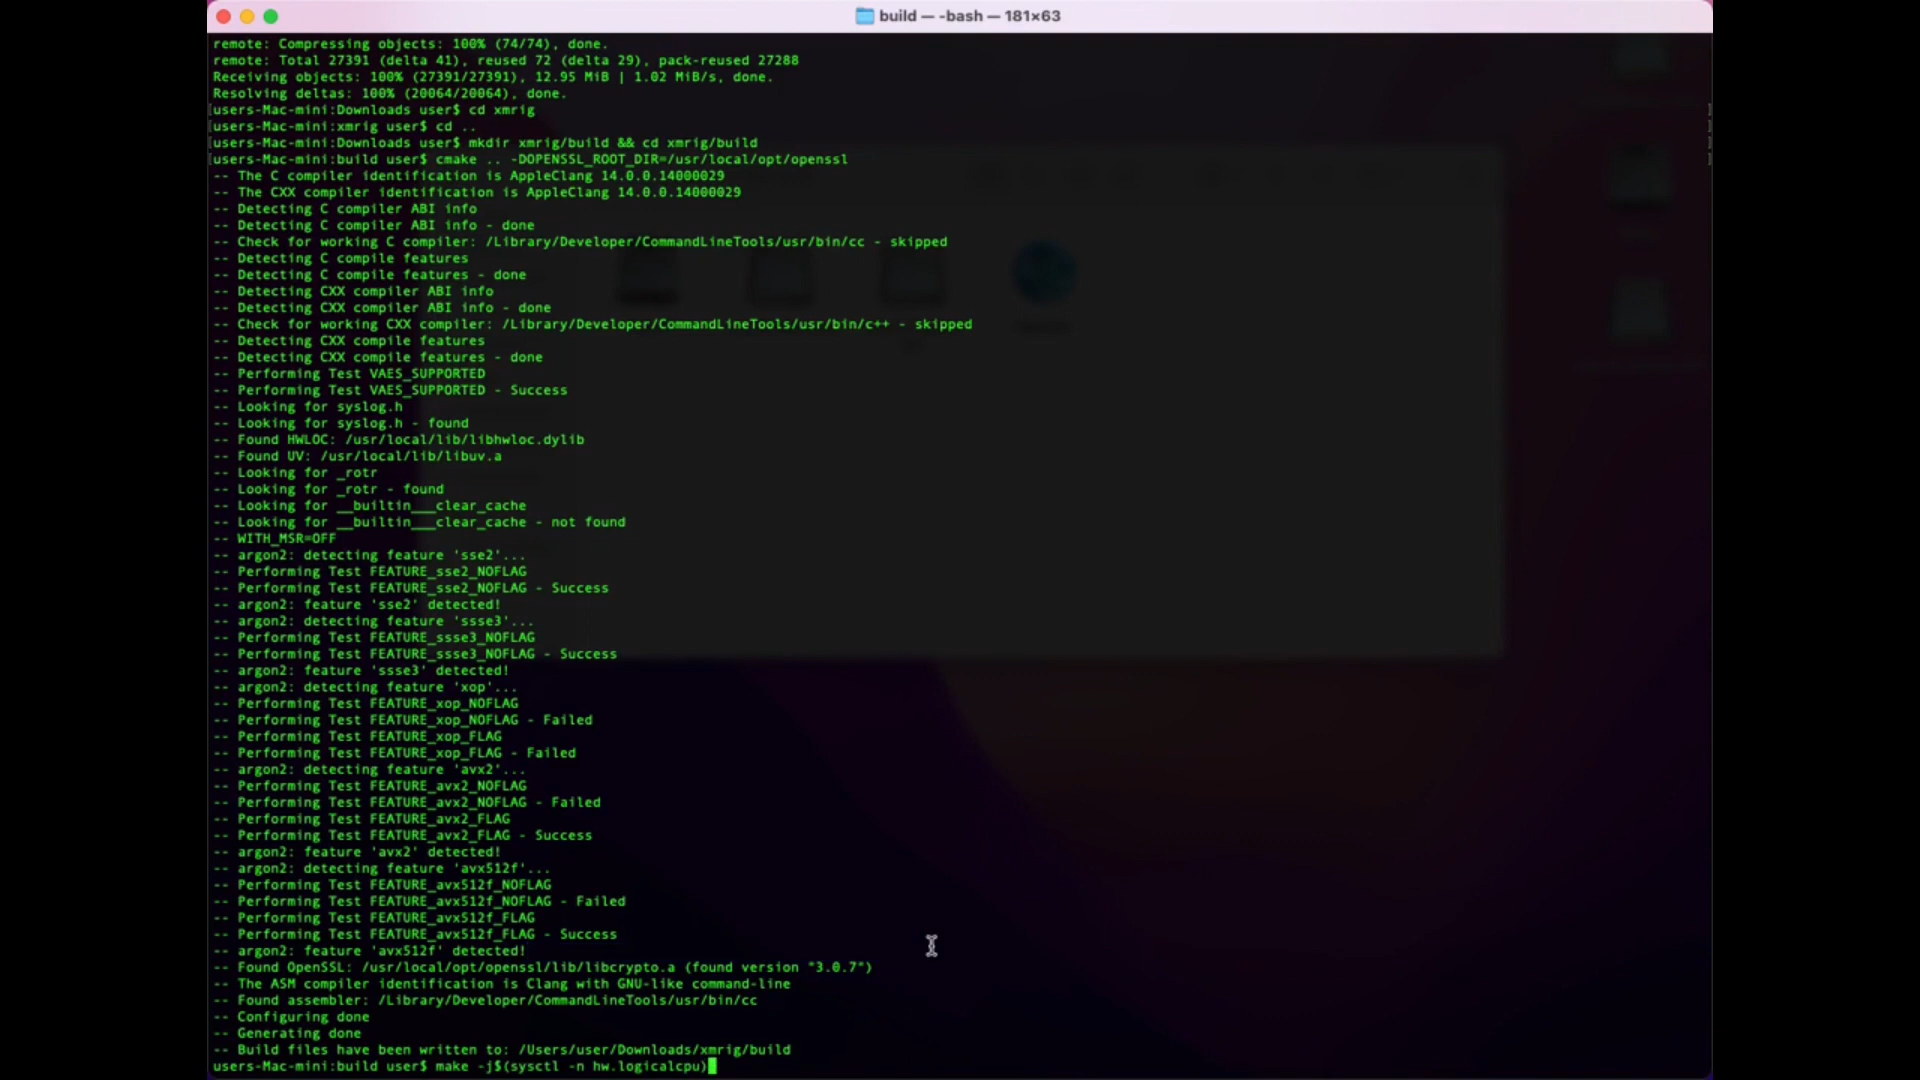 build — -bash — 181×63
remote: Compressing objects: 100% (74/74), done.
remote: Total 27391 (delta 41), reused 72 (delta 29), pack-reused 27288
Receiving objects: 100% (27391/27391), 12.95 MiB | 1.02 MiB/s, done.
Resolving deltas: 100% (20064/20064), done.
[users-Mac-mini:Downloads user$ cd xmrig
[users-Mac-mini:xmrig user$ cd ..
[users-Mac-mini:Downloads user$ mkdir xmrig/build && cd xmrig/build
[users-Mac-mini:build user$ cmake .. -DOPENSSL_ROOT_DIR=/usr/local/opt/openssl
-- The C compiler identification is AppleClang 14.0.0.14000029
-- The CXX compiler identification is AppleClang 14.0.0.14000029
-- Detecting C compiler ABI info
-- Detecting C compiler ABI info - done
-- Check for working C compiler: /Library/Developer/CommandLineTools/usr/bin/cc - skipped
-- Detecting C compile features
-- Detecting C compile features - done
-- Detecting CXX compiler ABI info
-- Detecting CXX compiler ABI info - done
-- Check for working CXX compiler: /Library/Developer/CommandLineTools/usr/bin/c++ - skipped
-- Detecting CXX compile features
-- Detecting CXX compile features - done
-- Performing Test VAES_SUPPORTED
-- Performing Test VAES_SUPPORTED - Success
-- Looking for syslog.h
-- Looking for syslog.h - found
-- Found HWLOC: /usr/local/lib/libhwloc.dylib
-- Found UV: /usr/local/lib/libuv.a
-- Looking for _rotr
-- Looking for _rotr - found
-- Looking for __builtin___clear_cache
-- Looking for __builtin___clear_cache - not found
-- WITH_MSR=OFF
-- argon2: detecting feature 'sse2'...
-- Performing Test FEATURE_sse2_NOFLAG
-- Performing Test FEATURE_sse2_NOFLAG - Success
-- argon2: feature 'sse2' detected!
-- argon2: detecting feature 'ssse3'...
-- Performing Test FEATURE_ssse3_NOFLAG
-- Performing Test FEATURE_ssse3_NOFLAG - Success
-- argon2: feature 'ssse3' detected!
-- argon2: detecting feature 'xop'...
-- Performing Test FEATURE_xop_NOFLAG
-- Performing Test FEATURE_xop_NOFLAG - Failed
-- Performing Test FEATURE_xop_FLAG
-- Performing Test FEATURE_xop_FLAG - Failed
-- argon2: detecting feature 'avx2'...
-- Performing Test FEATURE_avx2_NOFLAG
-- Performing Test FEATURE_avx2_NOFLAG - Failed
-- Performing Test FEATURE_avx2_FLAG
-- Performing Test FEATURE_avx2_FLAG - Success
-- argon2: feature 'avx2' detected!
-- argon2: detecting feature 'avx512f'...
-- Performing Test FEATURE_avx512f_NOFLAG
-- Performing Test FEATURE_avx512f_NOFLAG - Failed
-- Performing Test FEATURE_avx512f_FLAG
-- Performing Test FEATURE_avx512f_FLAG - Success
-- argon2: feature 'avx512f' detected!
-- Found OpenSSL: /usr/local/opt/openssl/lib/libcrypto.a (found version "3.0.7")
-- The ASM compiler identification is Clang with GNU-like command-line
-- Found assembler: /Library/Developer/CommandLineTools/usr/bin/cc
-- Configuring done
-- Generating done
-- Build files have been written to: /Users/user/Downloads/xmrig/build
users-Mac-mini:build user$ make -j$(sysctl -n hw.logicalcpu)